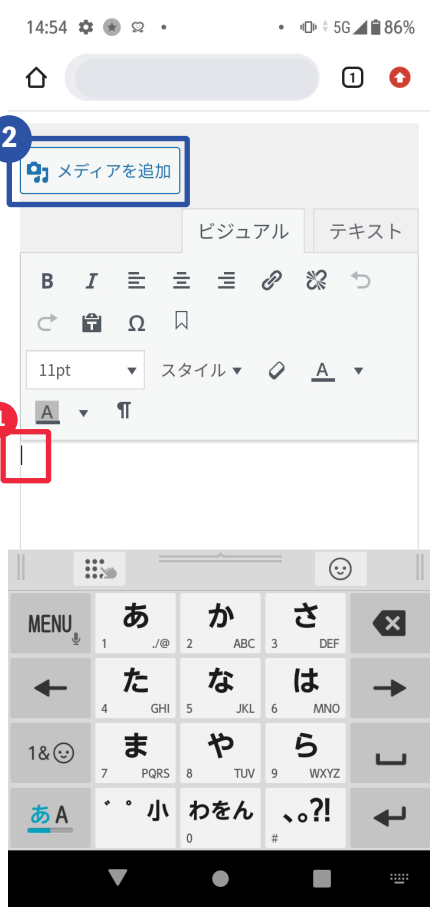 14:54 5G 86%
1
2
メディアを追加
ビジュアル テキスト
B I
Ω
11pt スタイル A
A ¶
1
MENU あ 1 ./@ か 2 ABC さ 3 DEF
た 4 GHI な 5 JKL は 6 MNO
1& ま 7 PQRS や 8 TUV ら 9 WXYZ
あA ゛゜小 わをん 0 、。?! #